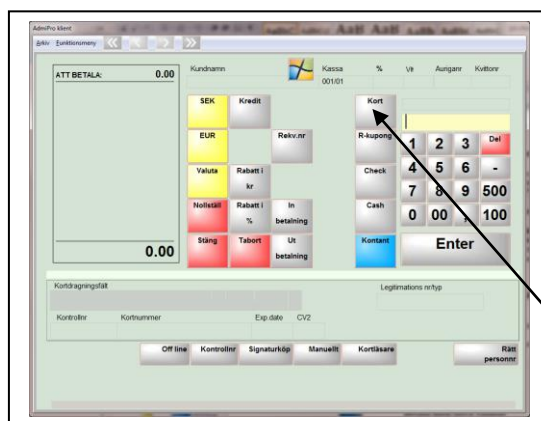 AdmiPro klient
Arkiv Funktionsmeny
ATT BETALA: 0.00
Kundnamn Kassa % Vit Kvittonr
001/01
SEK Kredit Kort
EUR Rekv.nr R-kupong 1 2 3 Del
Valuta Rabatt i kr Check 4 5 6 -
7 8 9 500
Nollställ Rabatt i % In betalning Cash 0 00 , 100
Stäng Tabort Ut betalning Kontant Enter
0.00
Kortdragningsfält Legitimations nr/typ
Kontrollnr Kortnummer Exp.date CV2
Off line Kontrollnr Signaturköp Manuellt Kortläsare Rätt personnr